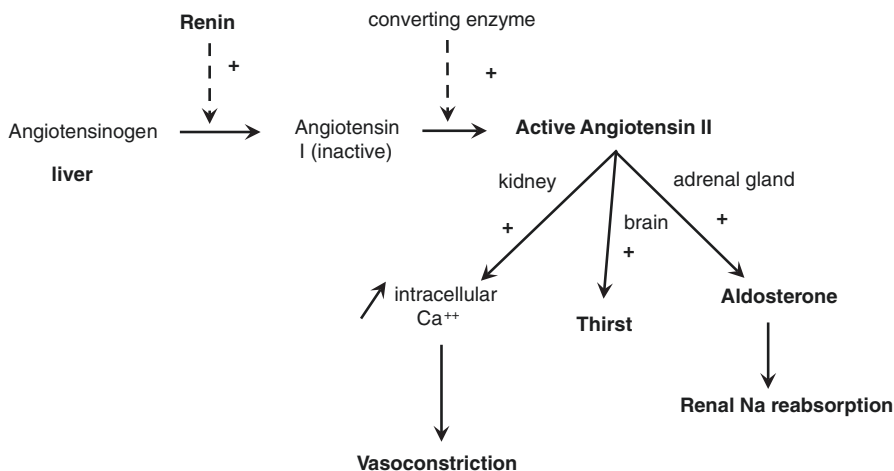 Renin
converting enzyme
+
+
Angiotensinogen
Angiotensin
I (inactive)
Active Angiotensin II
liver
kidney
adrenal gland
+
brain
+
+
intracellular
Ca⁺⁺
Thirst
Aldosterone
Renal Na reabsorption
Vasoconstriction